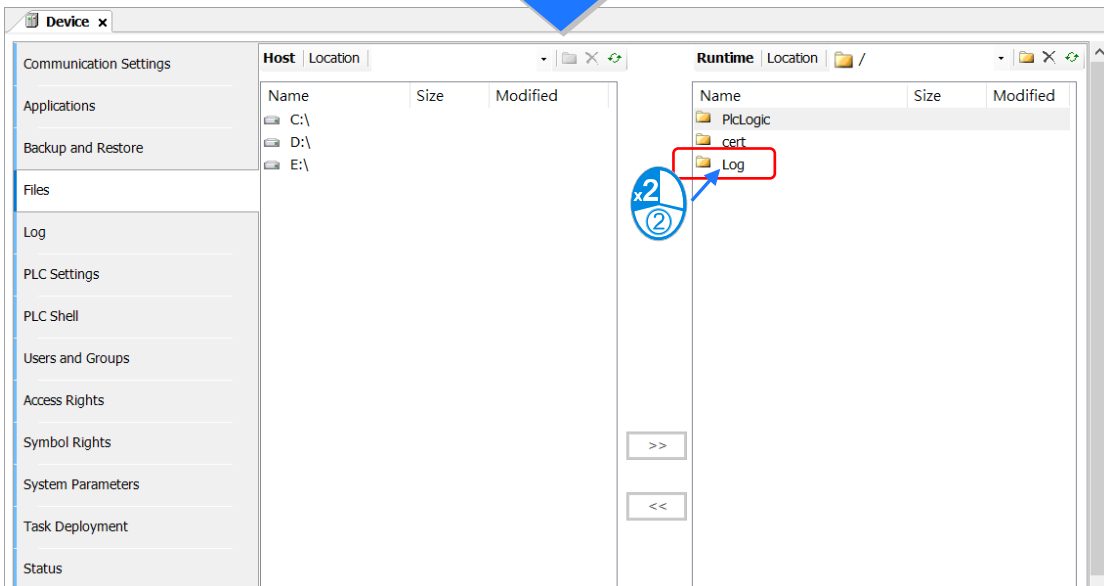 Device x
Communication Settings
Applications
Backup and Restore
Files
Log
PLC Settings
PLC Shell
Users and Groups
Access Rights
Symbol Rights
System Parameters
Task Deployment
Status
Host Location
Name Size Modified
C:\
D:\
E:\
x2
②
>>
<<
Runtime Location /
Name Size Modified
PlcLogic
cert
Log